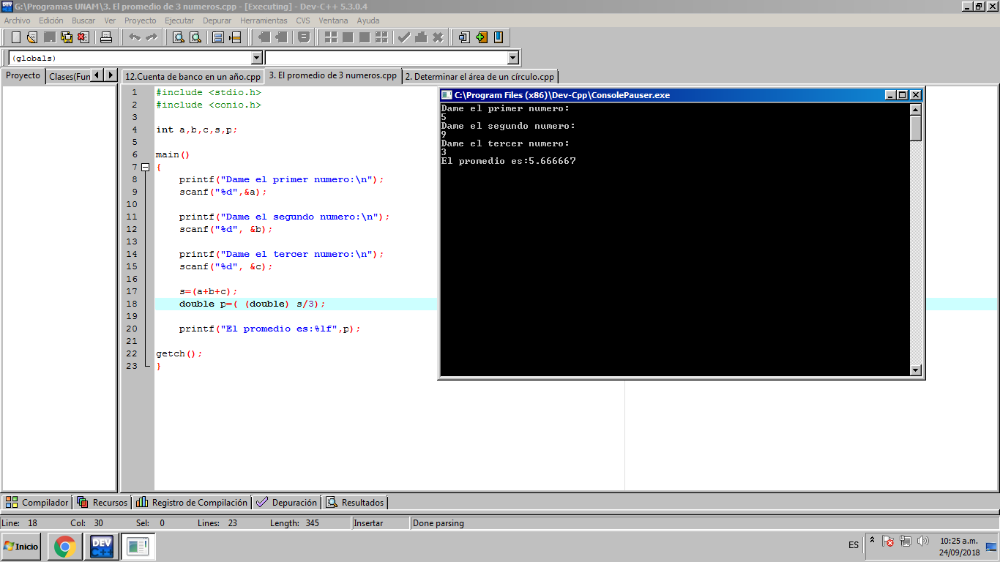 G:\Programas UNAM\3. El promedio de 3 numeros.cpp - [Executing] - Dev-C++ 5.3.0.4
Archivo Edición Buscar Ver Proyecto Ejecutar Depurar Herramientas CVS Ventana Ayuda
(globals)
Proyecto Clases(Fun 12.Cuenta de banco en un año.cpp 3. El promedio de 3 numeros.cpp 2. Determinar el área de un círculo.cpp
1 #include <stdio.h>
2 #include <conio.h>
3
4 int a,b,c,s,p;
5
6 main()
7 {
8 printf("Dame el primer numero:\n");
9 scanf("%d",&a);
10
11 printf("Dame el segundo numero:\n");
12 scanf("%d", &b);
13
14 printf("Dame el tercer numero:\n");
15 scanf("%d", &c);
16
17 s=(a+b+c);
18 double p=( (double) s/3);
19
20 printf("El promedio es:%lf",p);
21
22 getch();
23 }
C:\Program Files (x86)\Dev-Cpp\ConsolePauser.exe
Dame el primer numero:
5
Dame el segundo numero:
9
Dame el tercer numero:
3
El promedio es:5.666667
Compilador Recursos Registro de Compilación Depuración Resultados
Line: 18 Col: 30 Sel: 0 Lines: 23 Length: 345 Insertar Done parsing
Inicio DEV C++ ES 10:25 a.m.
24/09/2018